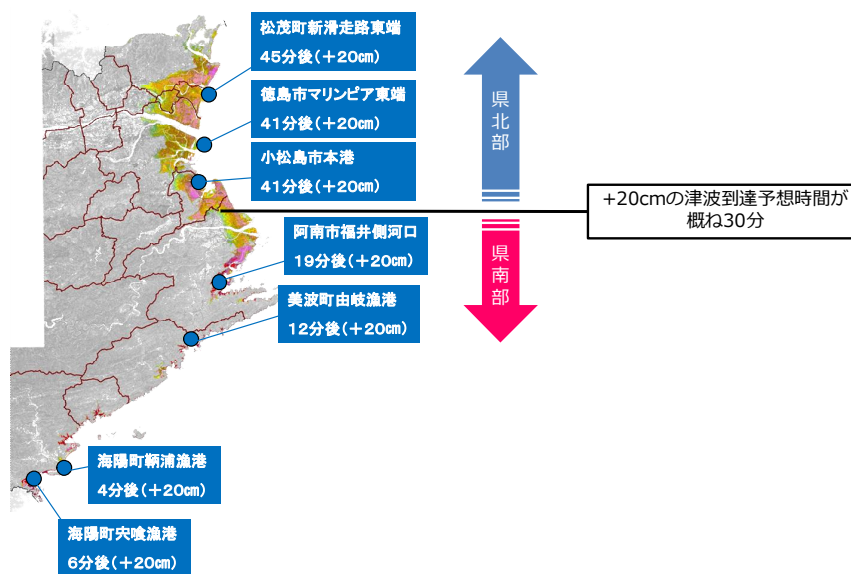 松茂町新滑走路東端
45分後(+20㎝)
徳島市マリンピア東端
41分後(+20㎝)
小松島市本港
41分後(+20㎝)
阿南市福井側河口
19分後(+20㎝)
美波町由岐漁港
12分後(+20㎝)
海陽町鞆浦漁港
4分後(+20㎝)
海陽町宍喰漁港
6分後(+20㎝)
県北部
県南部
+20cmの津波到達予想時間が
概ね30分